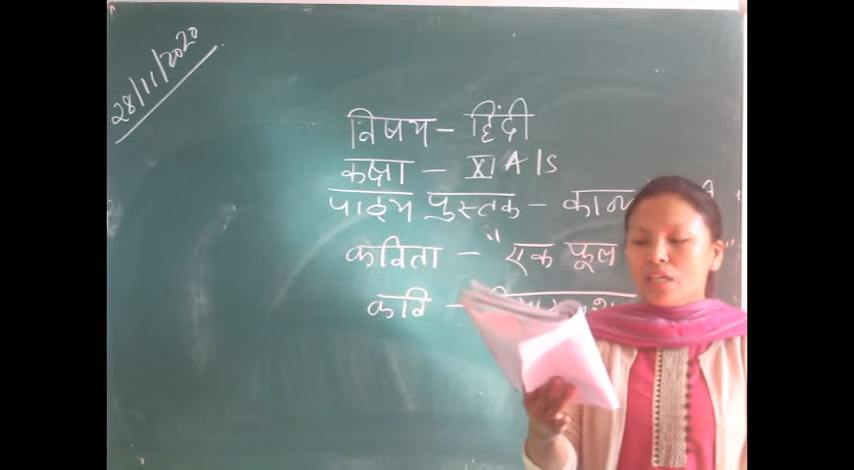 28/11/2020
विषय – हिंदी
कक्षा – XI A/S
पाठ्य पुस्तक –
कविता – "एक फूल
कवि –